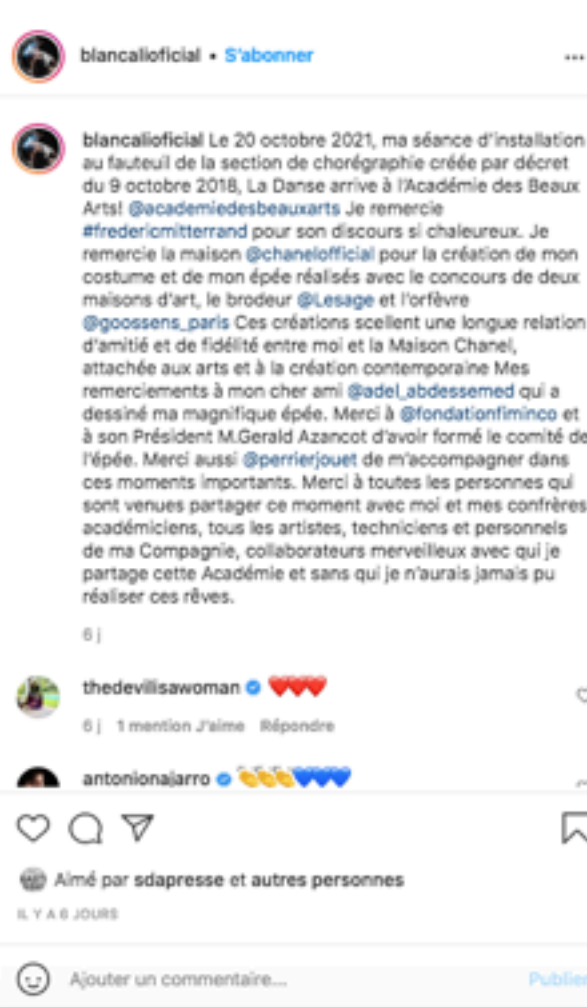 blancalioficial • S'abonner
blancalioficial Le 20 octobre 2021, ma séance d'installation
au fauteuil de la section de chorégraphie créée par décret
du 9 octobre 2018, La Danse arrive à l'Académie des Beaux
Arts! @academiedesbeauxarts Je remercie
#fredericmitterrand pour son discours si chaleureux. Je
remercie la maison @chanelofficial pour la création de mon
costume et de mon épée réalisés avec le concours de deux
maisons d'art, le brodeur @Lesage et l'orfèvre
@goossens_paris Ces créations scellent une longue relation
d'amitié et de fidélité entre moi et la Maison Chanel,
attachée aux arts et à la création contemporaine Mes
remerciements à mon cher ami @adel_abdessemed qui a
dessiné ma magnifique épée. Merci à @fondationfiminco et
à son Président M.Gerald Azancot d'avoir formé le comité de
l'épée. Merci aussi @perrierjouet de m'accompagner dans
ces moments importants. Merci à toutes les personnes qui
sont venues partager ce moment avec moi et mes confrères
académiciens, tous les artistes, techniciens et personnels
de ma Compagnie, collaborateurs merveilleux avec qui je
partage cette Académie et sans qui je n'aurais jamais pu
réaliser ces rêves.
6 j
thedevilisawoman ❤️❤️❤️
6 j 1 mention J'aime Répondre
antonionajarro 👏👏👏💙💙💙
Aimé par sdapresse et autres personnes
IL Y A 6 JOURS
Ajouter un commentaire...
Publier